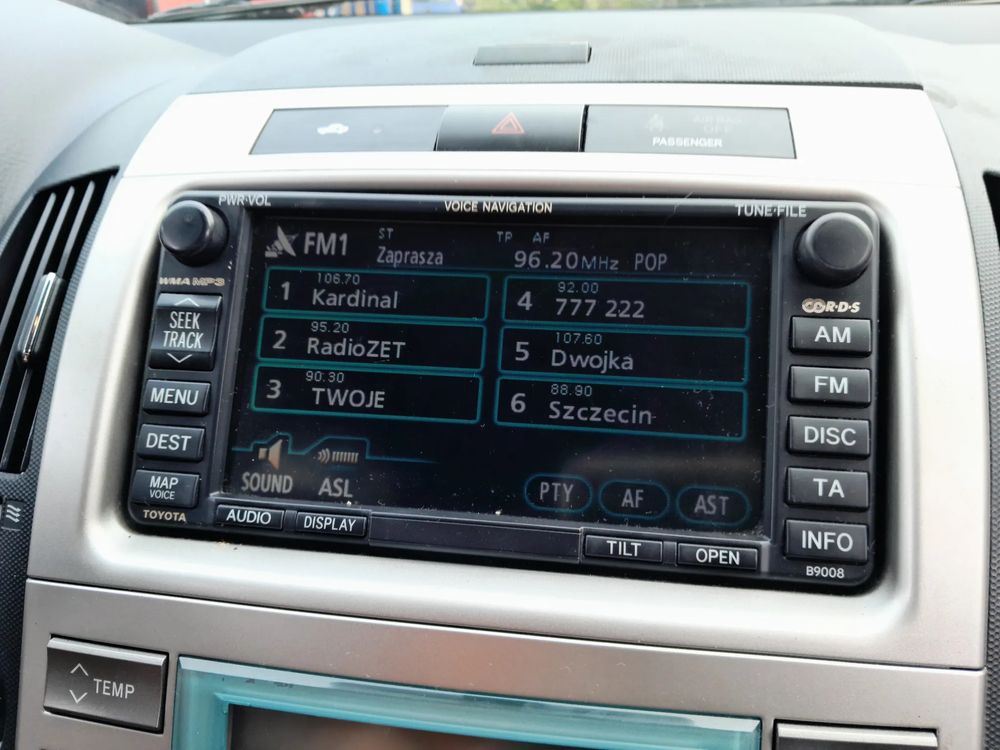 AIR BAG
OFF
PASSENGER
PWR·VOL
VOICE NAVIGATION
TUNE·FILE
FM1
ST
Zaprasza
TP AF
96.20MHz POP
WMA MP3
SEEK
TRACK
MENU
DEST
MAP
VOICE
TOYOTA
1 106.70
Kardinal
2 95.20
RadioZET
3 90.30
TWOJE
4 92.00
777 222
5 107.60
Dwojka
6 88.90
Szczecin
SOUND
ASL
PTY
AF
AST
R·D·S
AM
FM
DISC
TA
INFO
B9008
AUDIO
DISPLAY
TILT
OPEN
TEMP